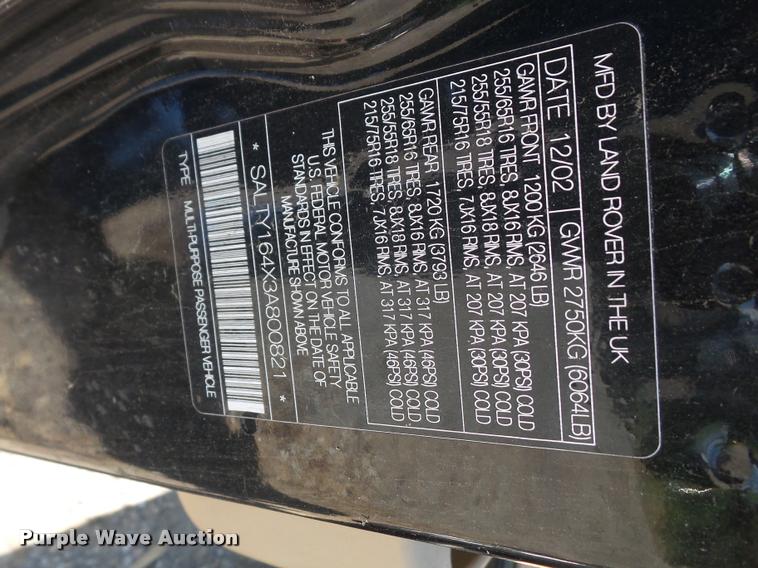 MFD BY LAND ROVER IN THE UK
DATE 12/02 GVWR 2750KG (6064LB)
GAWR FRONT 1200 KG (2646 LB)
255/65R16 TIRES, 8JX16 RIMS, AT 207 KPA (30PSI) COLD
255/55R18 TIRES, 8JX18 RIMS, AT 207 KPA (30PSI) COLD
215/75R16 TIRES, 7JX16 RIMS, AT 207 KPA (30PSI) COLD
GAWR REAR 1720 KG (3793 LB)
255/65R16 TIRES, 8JX16 RIMS, AT 317 KPA (46PSI) COLD
255/55R18 TIRES, 8JX18 RIMS, AT 317 KPA (46PSI) COLD
215/75R16 TIRES, 7JX16 RIMS, AT 317 KPA (46PSI) COLD
THIS VEHICLE CONFORMS TO ALL APPLICABLE
U.S. FEDERAL MOTOR VEHICLE SAFETY
STANDARDS IN EFFECT ON THE DATE OF
MANUFACTURE SHOWN ABOVE.
* SALTY164X3A800821 *
TYPE: MULTI-PURPOSE PASSENGER VEHICLE
Purple Wave Auction